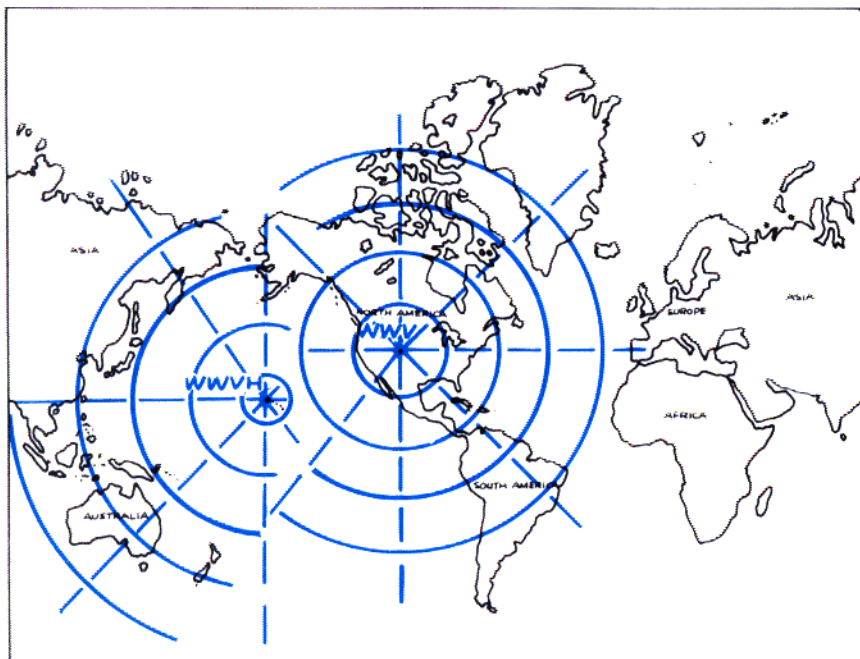 ASIA
NORTH AMERICA
WWV
EUROPE
ASIA
WWVH
AFRICA
SOUTH AMERICA
AUSTRALIA